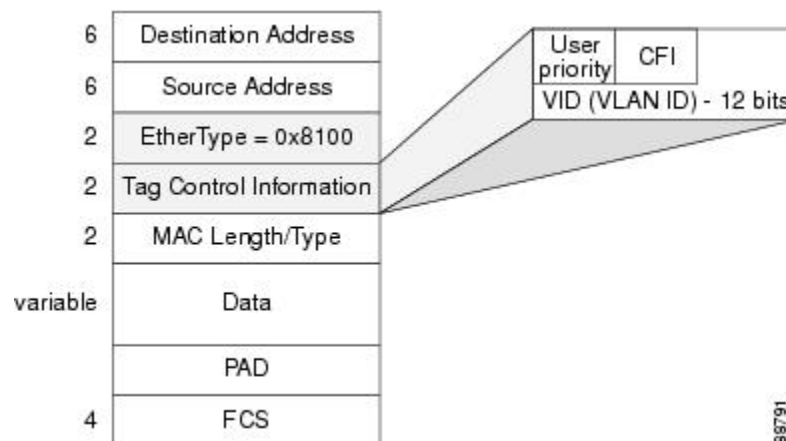 6 Destination Address
6 Source Address
2 EtherType = 0x8100
2 Tag Control Information
2 MAC Length/Type
variable Data
PAD
4 FCS
User
priority
CFI
VID (VLAN ID) - 12 bits